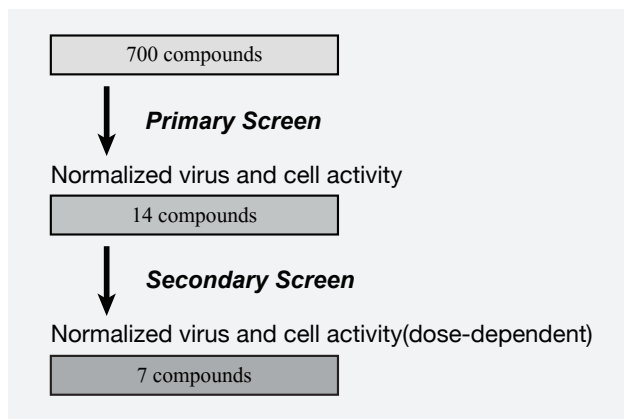 700 compounds
Primary Screen
Normalized virus and cell activity
14 compounds
Secondary Screen
Normalized virus and cell activity(dose-dependent)
7 compounds